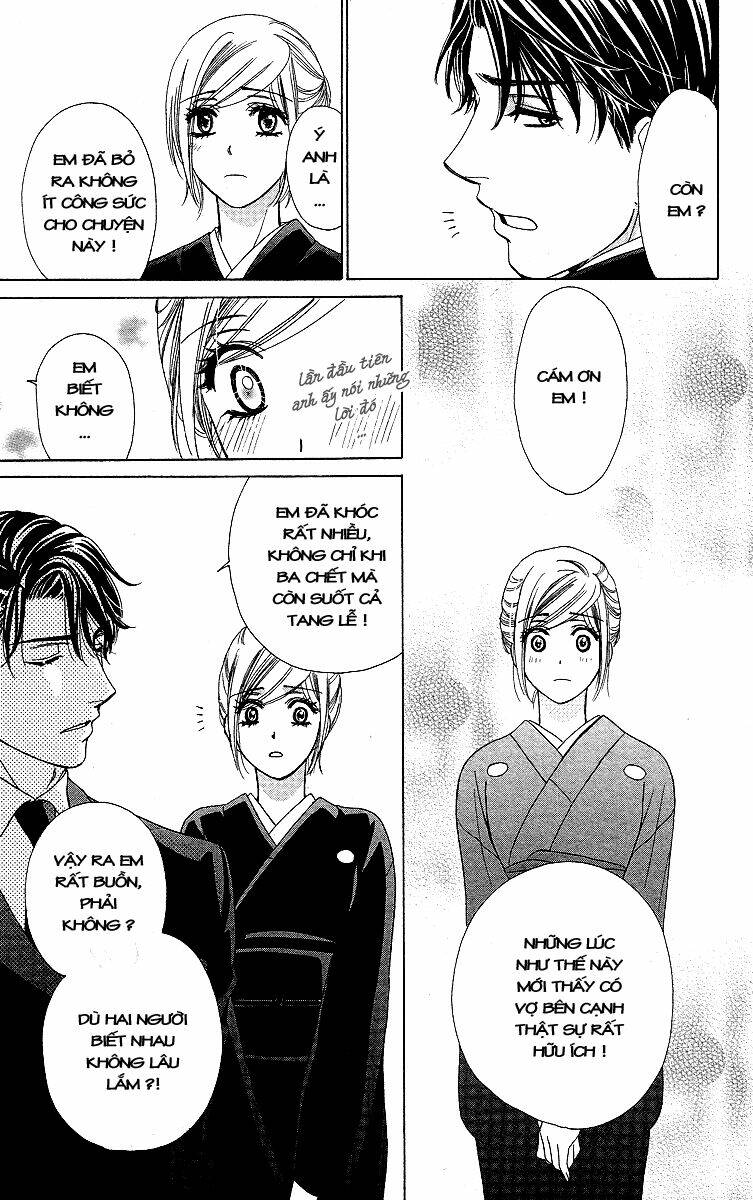 CÒN
EM ?
Ý
ANH
LÀ
...
EM ĐÃ BỎ
RA KHÔNG
ÍT CÔNG SỨC
CHO CHUYỆN
NÀY !
CÁM ƠN
EM !
NHỮNG LÚC
NHƯ THẾ NÀY
MỚI THẤY CÓ
VỢ BÊN CẠNH
THẬT SỰ RẤT
HỮU ÍCH !
lần đầu tiên
anh ấy nói những
lời đó
...
EM
BIẾT
KHÔNG
...
EM ĐÃ KHÓC
RẤT NHIỀU,
KHÔNG CHỈ KHI
BA CHẾT MÀ
CÒN SUỐT CẢ
TANG LỄ !
VẬY RA EM
RẤT BUỒN,
PHẢI
KHÔNG ?
DÙ HAI NGƯỜI
BIẾT NHAU
KHÔNG LÂU
LẮM ?!